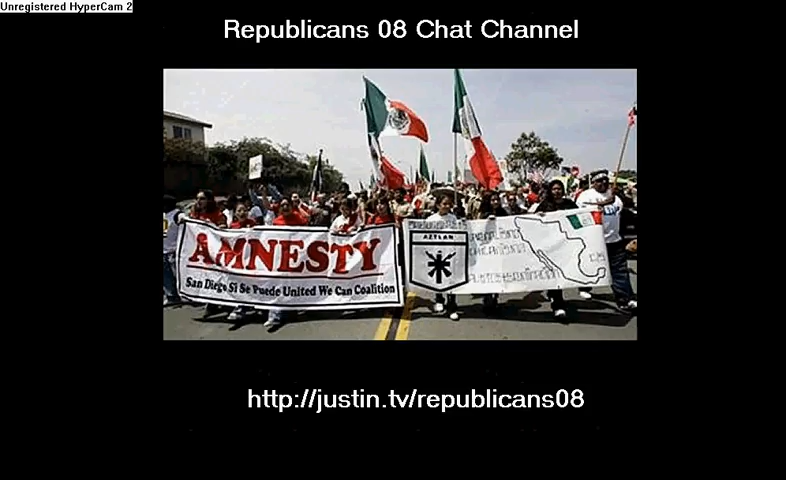 Unregistered HyperCam 2
Republicans 08 Chat Channel
AMNESTY
San Diego Si Se Puede United We Can Coalition
AZTLAN
http://justin.tv/republicans08